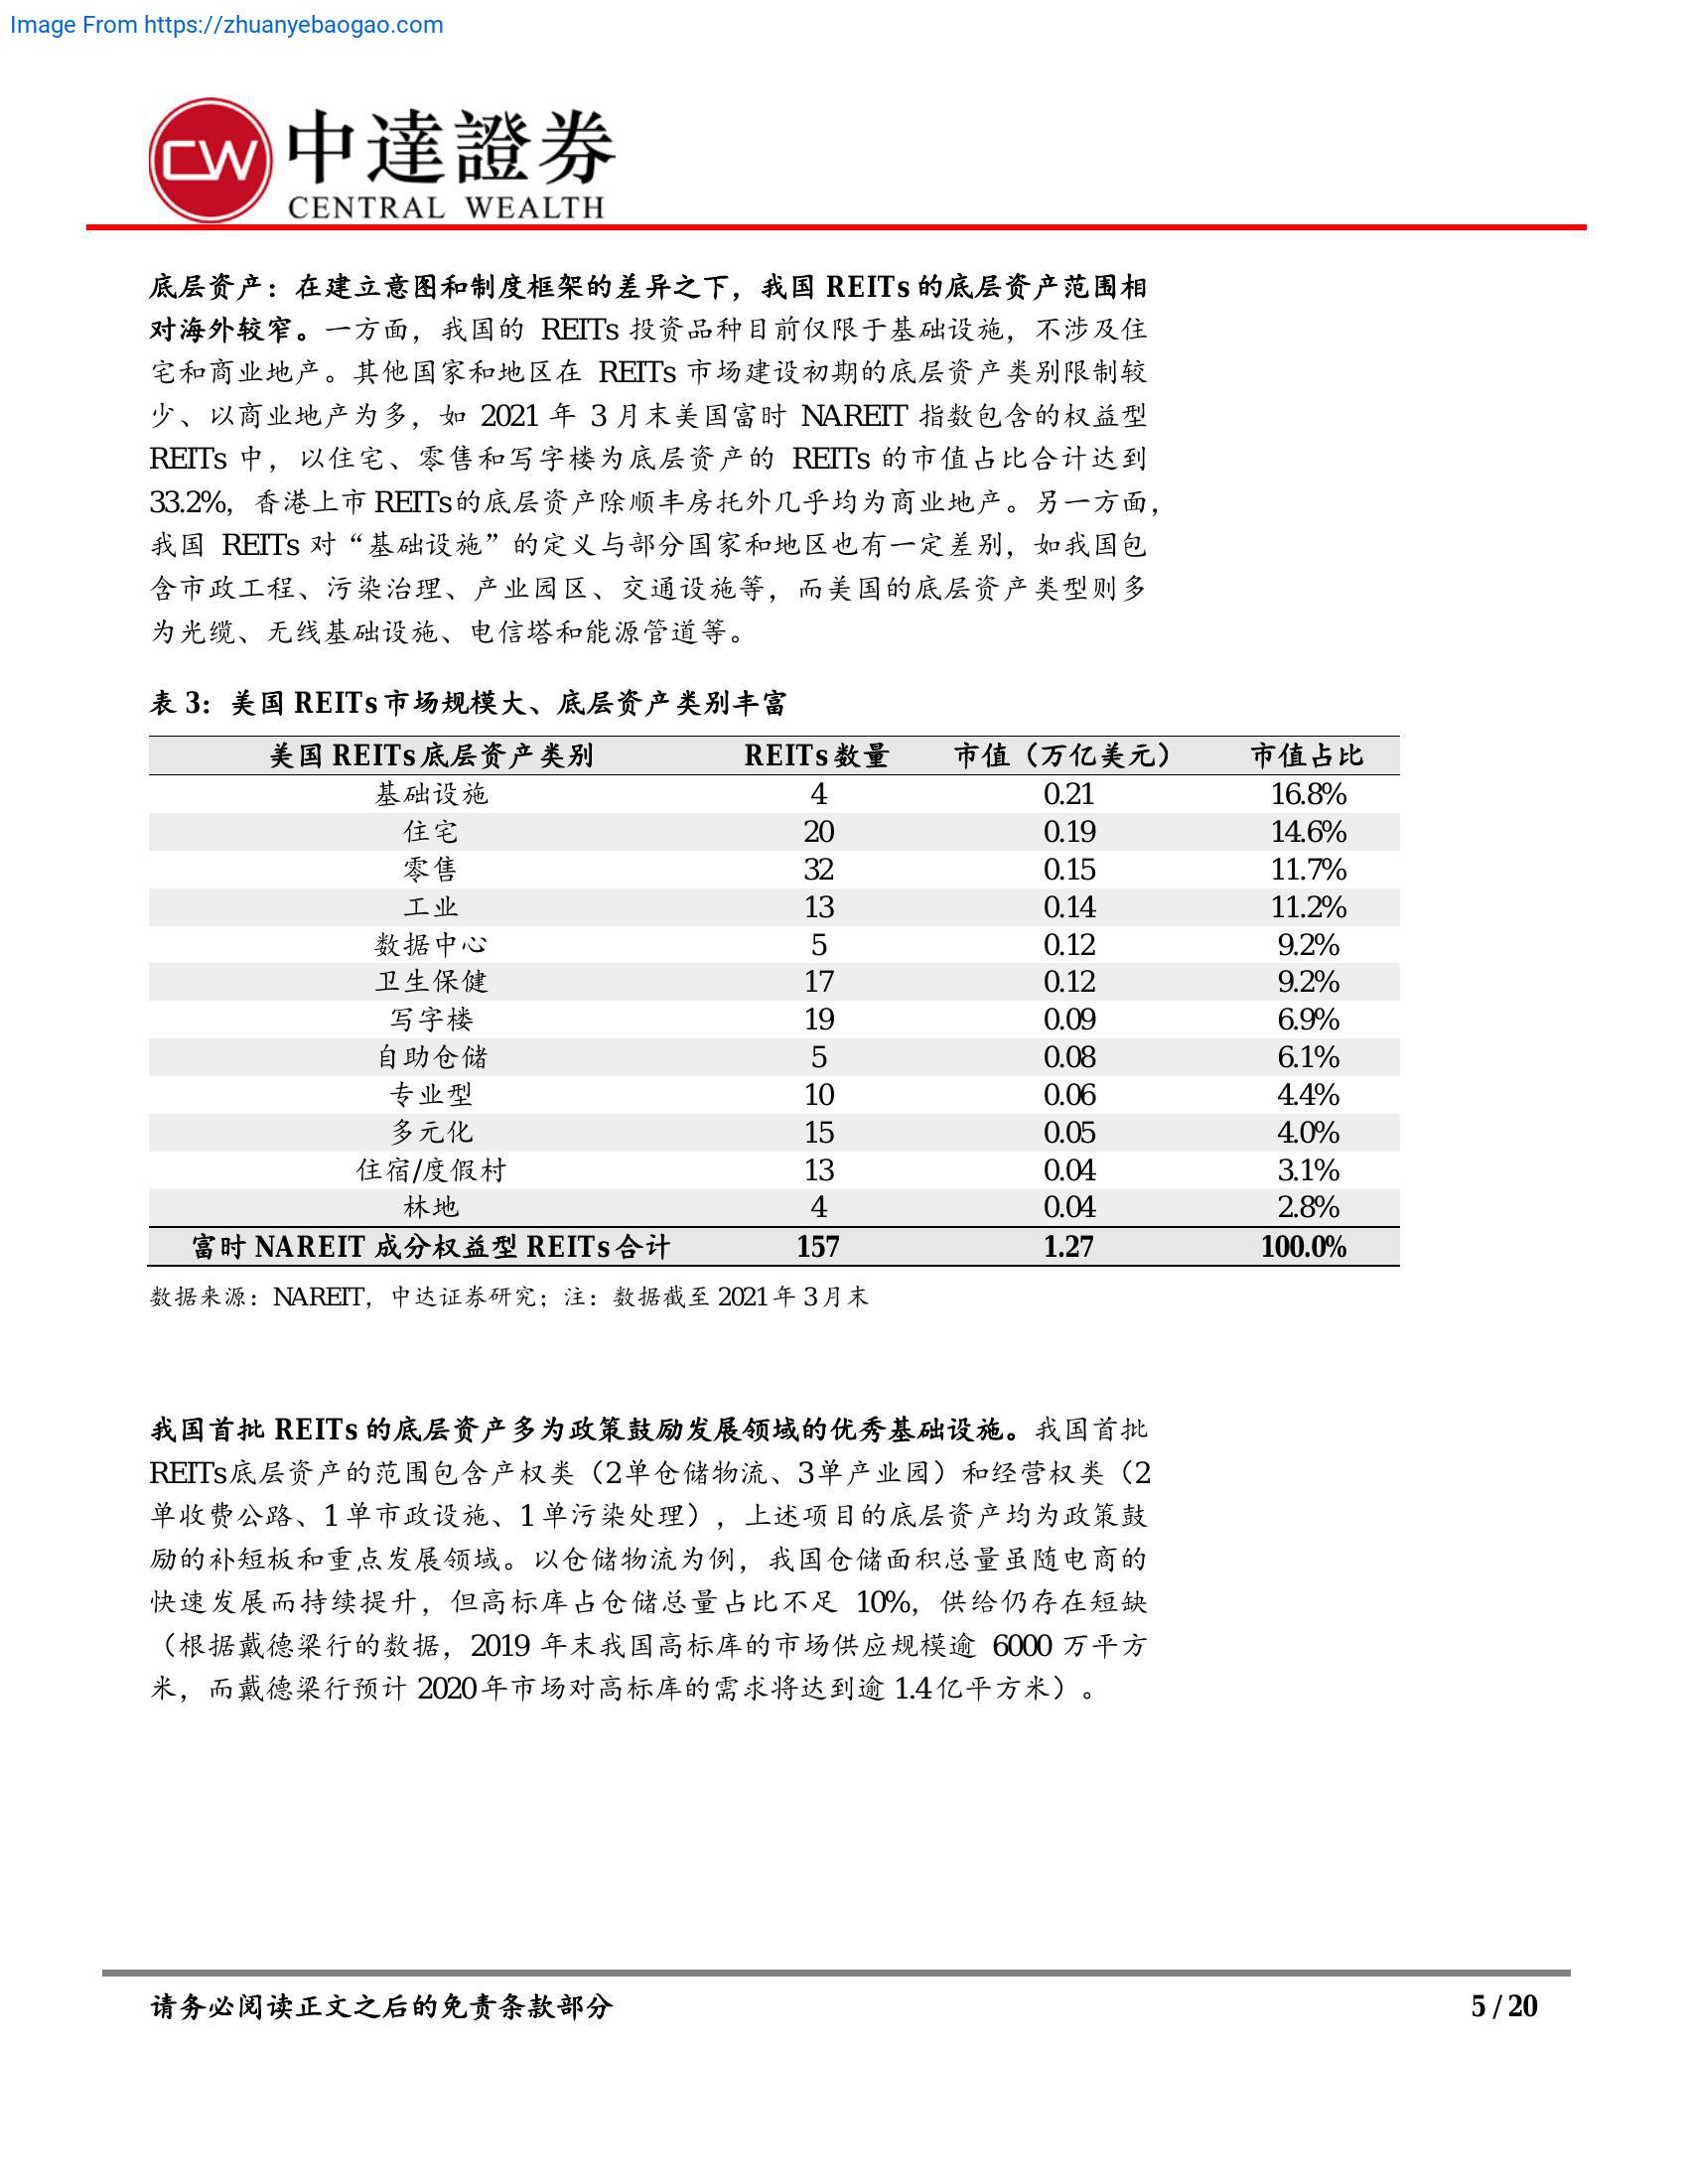 Image From https://zhuanyebaogao.com
CW
中達證券
CENTRAL WEALTH
底层资产：在建立意图和制度框架的差异之下，我国 REITs 的底层资产范围相
对海外较窄。一方面，我国的 REITs 投资品种目前仅限于基础设施，不涉及住
宅和商业地产。其他国家和地区在 REITs 市场建设初期的底层资产类别限制较
少、以商业地产为多，如 2021 年 3 月末美国富时 NAREIT 指数包含的权益型
REITs 中，以住宅、零售和写字楼为底层资产的 REITs 的市值占比合计达到
33.2%，香港上市 REITs的底层资产除顺丰房托外几乎均为商业地产。另一方面，
我国 REITs 对“基础设施”的定义与部分国家和地区也有一定差别，如我国包
含市政工程、污染治理、产业园区、交通设施等，而美国的底层资产类型则多
为光缆、无线基础设施、电信塔和能源管道等。
表 3：美国 REITs 市场规模大、底层资产类别丰富
美国 REITs 底层资产类别 REITs 数量 市值（万亿美元） 市值占比
基础设施 4 0.21 16.8%
住宅 20 0.19 14.6%
零售 32 0.15 11.7%
工业 13 0.14 11.2%
数据中心 5 0.12 9.2%
卫生保健 17 0.12 9.2%
写字楼 19 0.09 6.9%
自助仓储 5 0.08 6.1%
专业型 10 0.06 4.4%
多元化 15 0.05 4.0%
住宿/度假村 13 0.04 3.1%
林地 4 0.04 2.8%
富时 NAREIT 成分权益型 REITs 合计 157 1.27 100.0%
数据来源：NAREIT，中达证券研究；注：数据截至 2021 年 3 月末
我国首批 REITs 的底层资产多为政策鼓励发展领域的优秀基础设施。我国首批
REITs底层资产的范围包含产权类（2单仓储物流、3单产业园）和经营权类（2
单收费公路、1 单市政设施、1 单污染处理），上述项目的底层资产均为政策鼓
励的补短板和重点发展领域。以仓储物流为例，我国仓储面积总量虽随电商的
快速发展而持续提升，但高标库占仓储总量占比不足 10%，供给仍存在短缺
（根据戴德梁行的数据，2019 年末我国高标库的市场供应规模逾 6000 万平方
米，而戴德梁行预计 2020 年市场对高标库的需求将达到逾 1.4 亿平方米）。
请务必阅读正文之后的免责条款部分 5 / 20